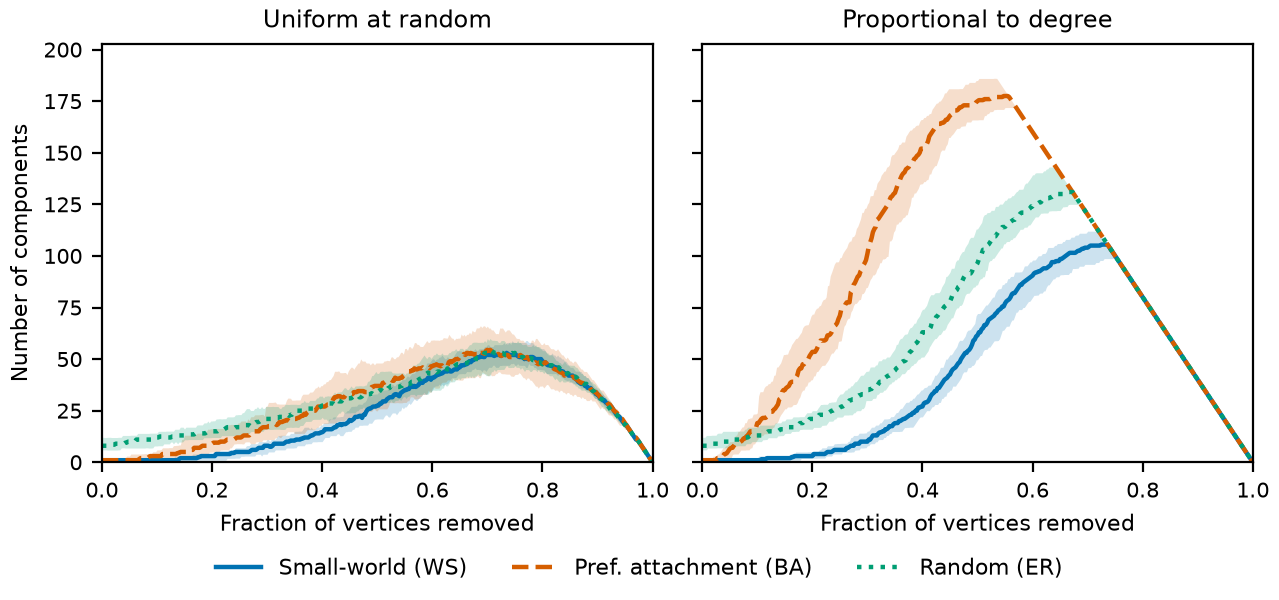 Uniform at random
Proportional to degree
Number of components
200
175
150
125
100
75
50
25
0
0.0 0.2 0.4 0.6 0.8 1.0
0.0 0.2 0.4 0.6 0.8 1.0
Fraction of vertices removed
Fraction of vertices removed
Small-world (WS) Pref. attachment (BA) Random (ER)